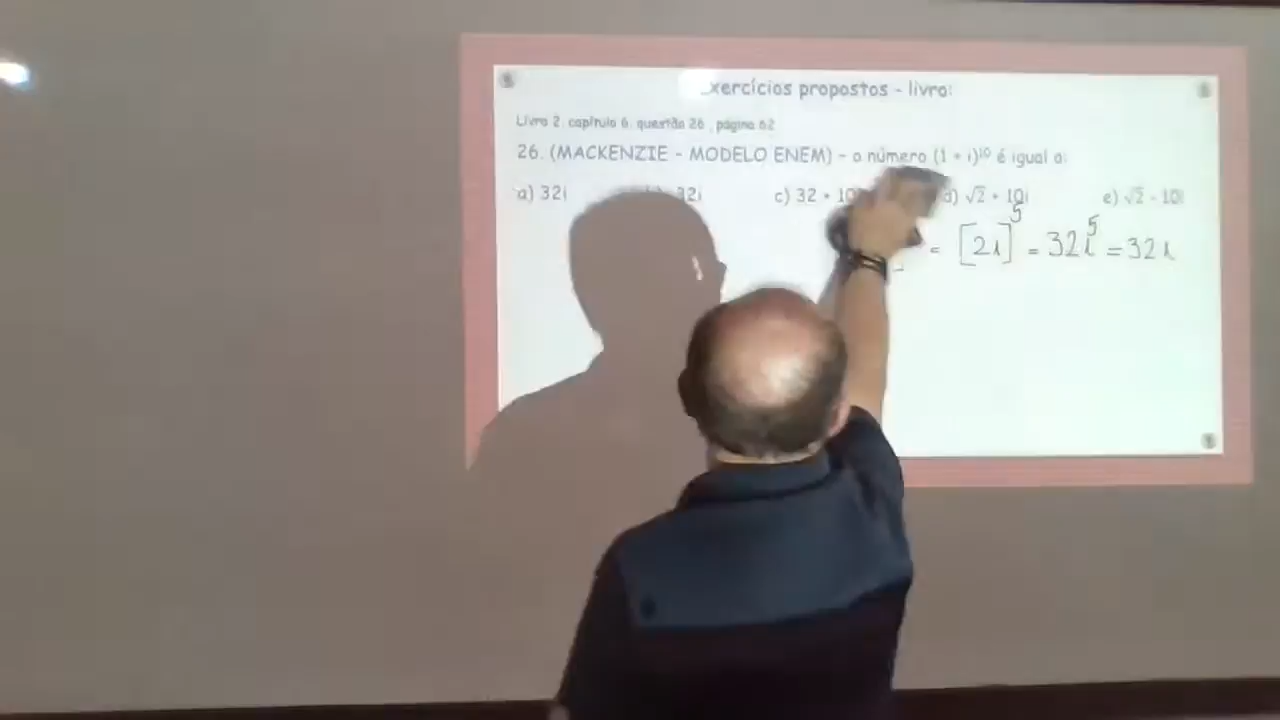 xercícios propostos - livro:
Livro 2, capítulo 6, questão 26 , página 62
26. (MACKENZIE - MODELO ENEM) - o número (1 + i)¹⁰ é igual a:
a) 32i 32i c) 32 + 10 d) √2 + 10i e) √2 - 10i
= [2i]⁵ = 32i⁵ = 32i